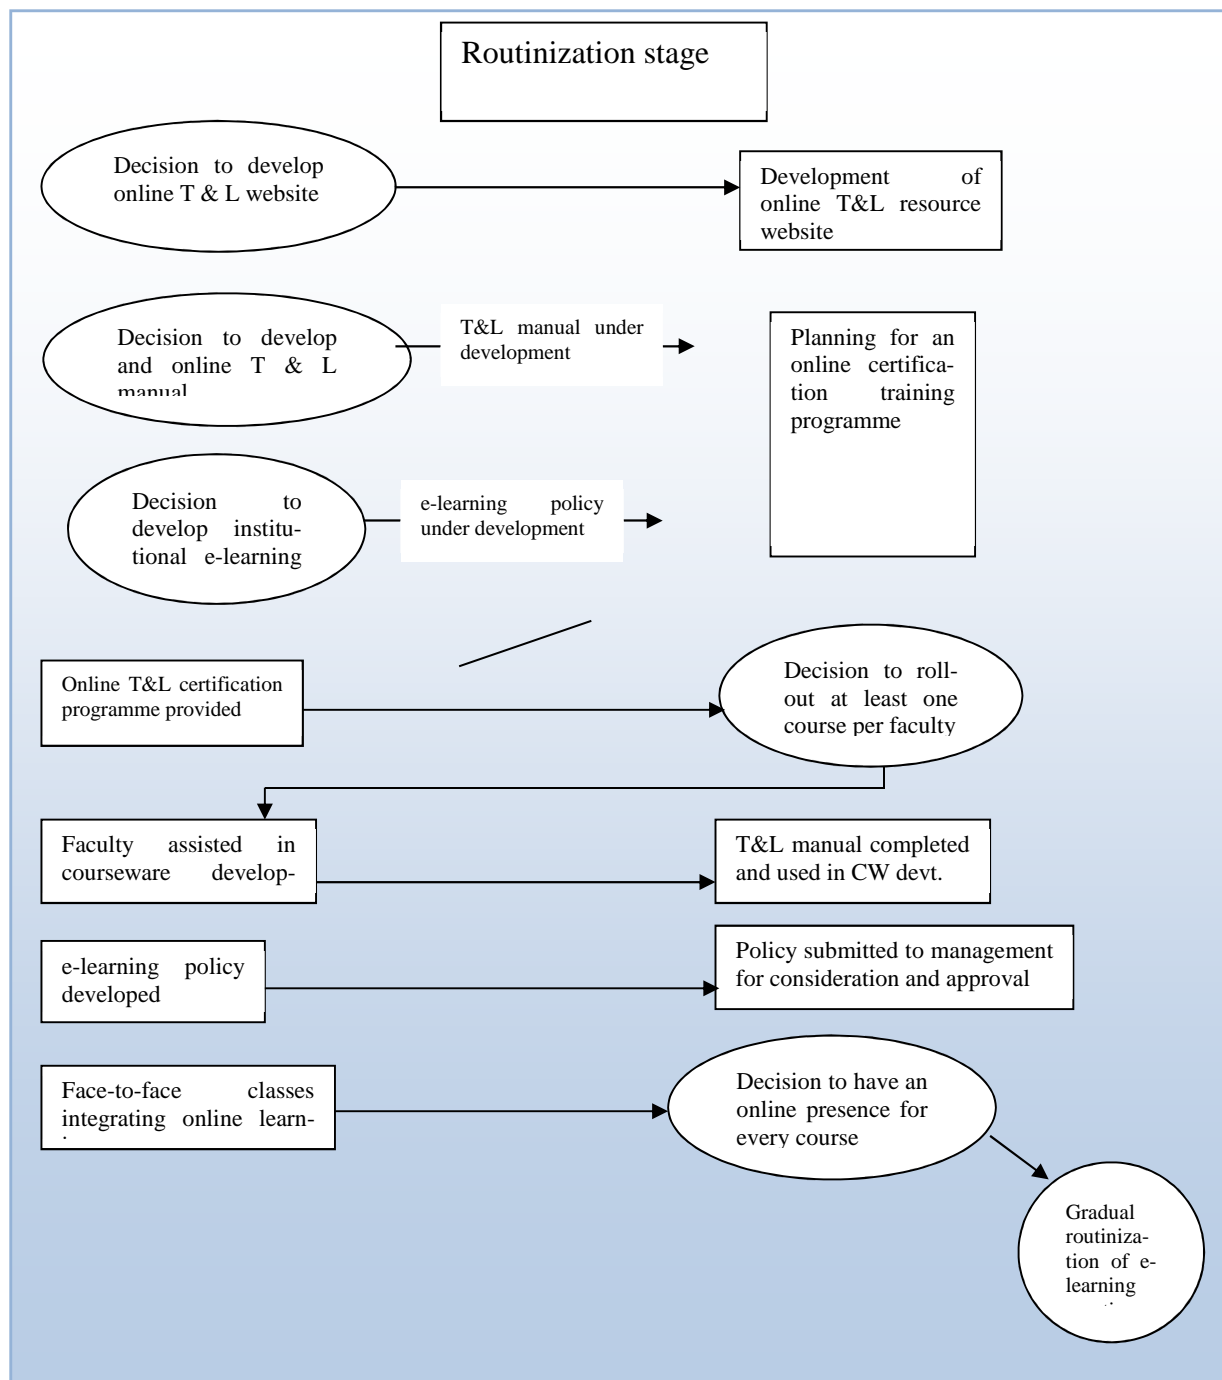 Routinization stage
Decision to develop
online T & L website
Development of
online T&L resource
website
Decision to develop
and online T & L
manual
T&L manual under
development
Planning for an
online certifica-
tion training
programme
Decision to
develop institu-
tional e-learning
e-learning policy
under development
Online T&L certification
programme provided
Decision to roll-
out at least one
course per faculty
Faculty assisted in
courseware develop-
T&L manual completed
and used in CW devt.
e-learning policy
developed
Policy submitted to management
for consideration and approval
Face-to-face classes
integrating online learn-
Decision to have an
online presence for
every course
Gradual
routiniza-
tion of e-
learning